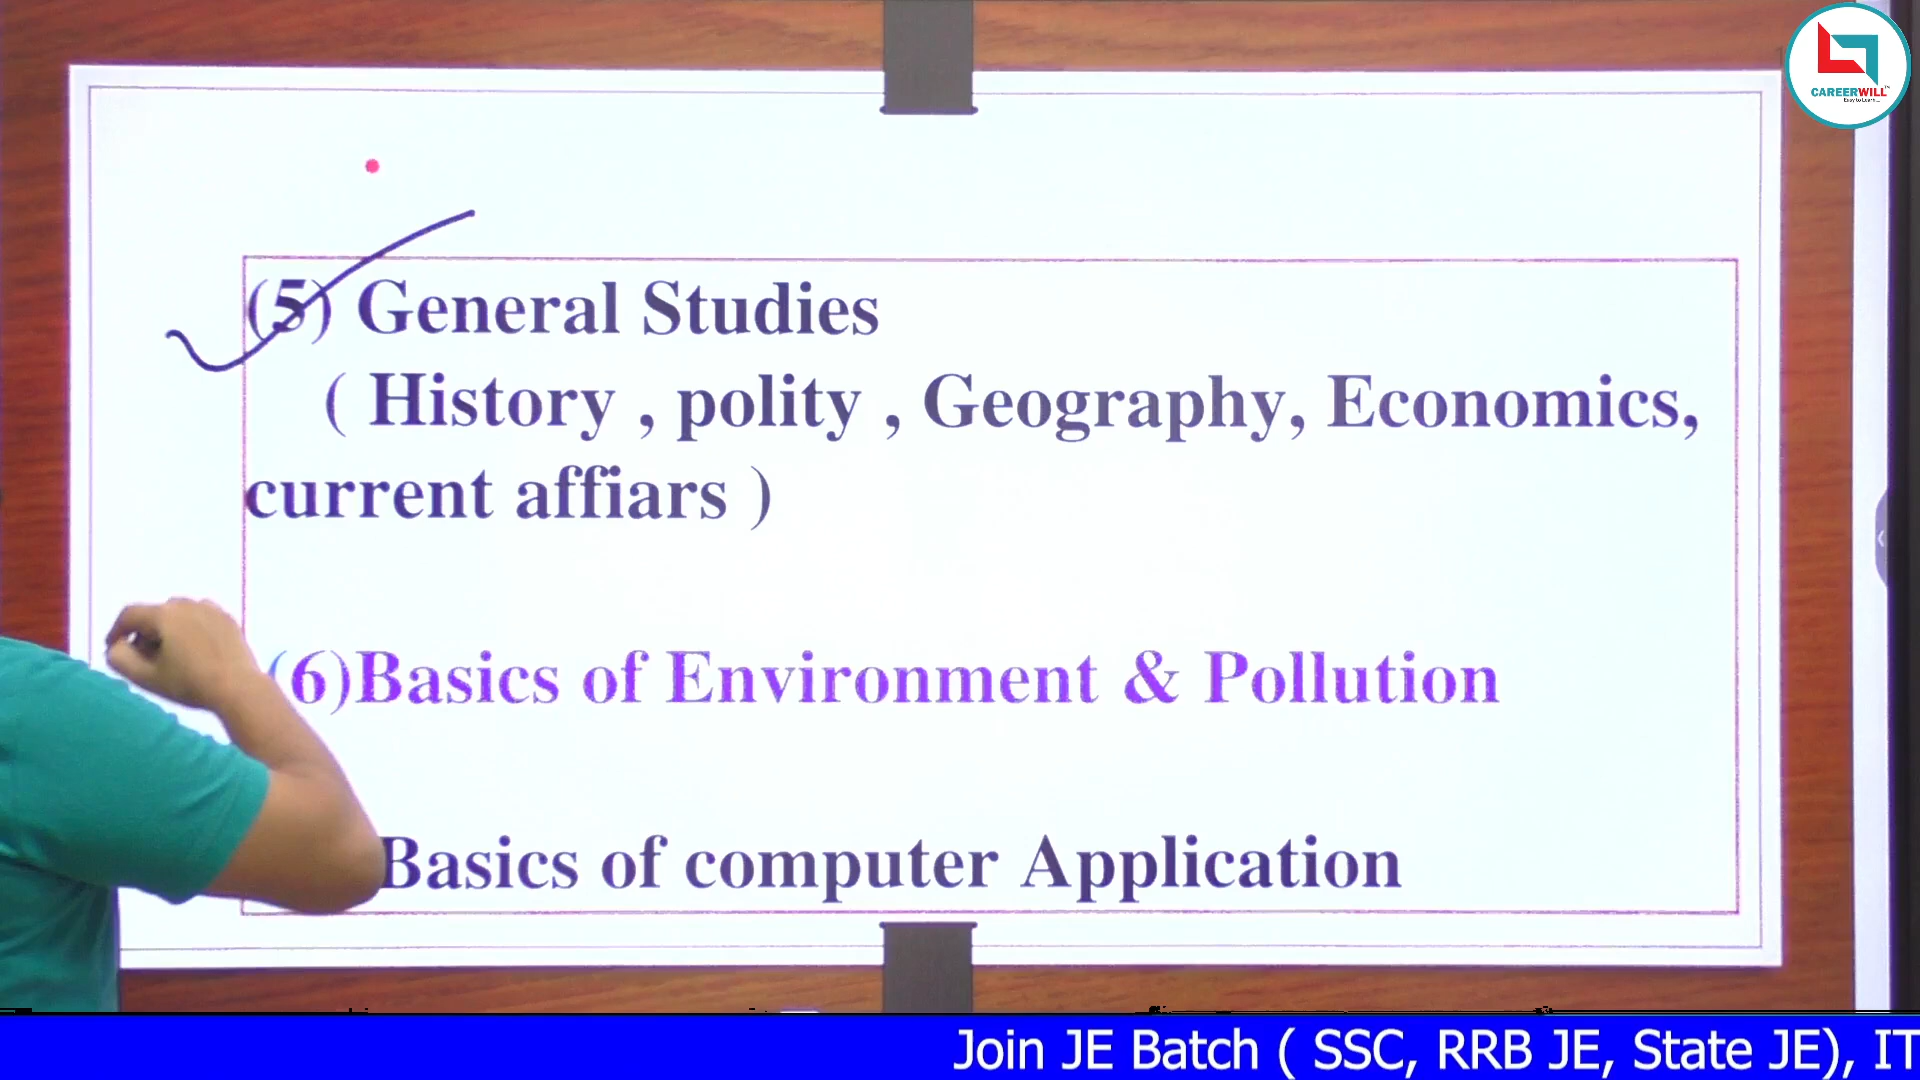 CAREERWILL
(5) General Studies
( History , polity , Geography, Economics,
current affiars )
(6)Basics of Environment & Pollution
Basics of computer Application
Join JE Batch ( SSC, RRB JE, State JE), IT